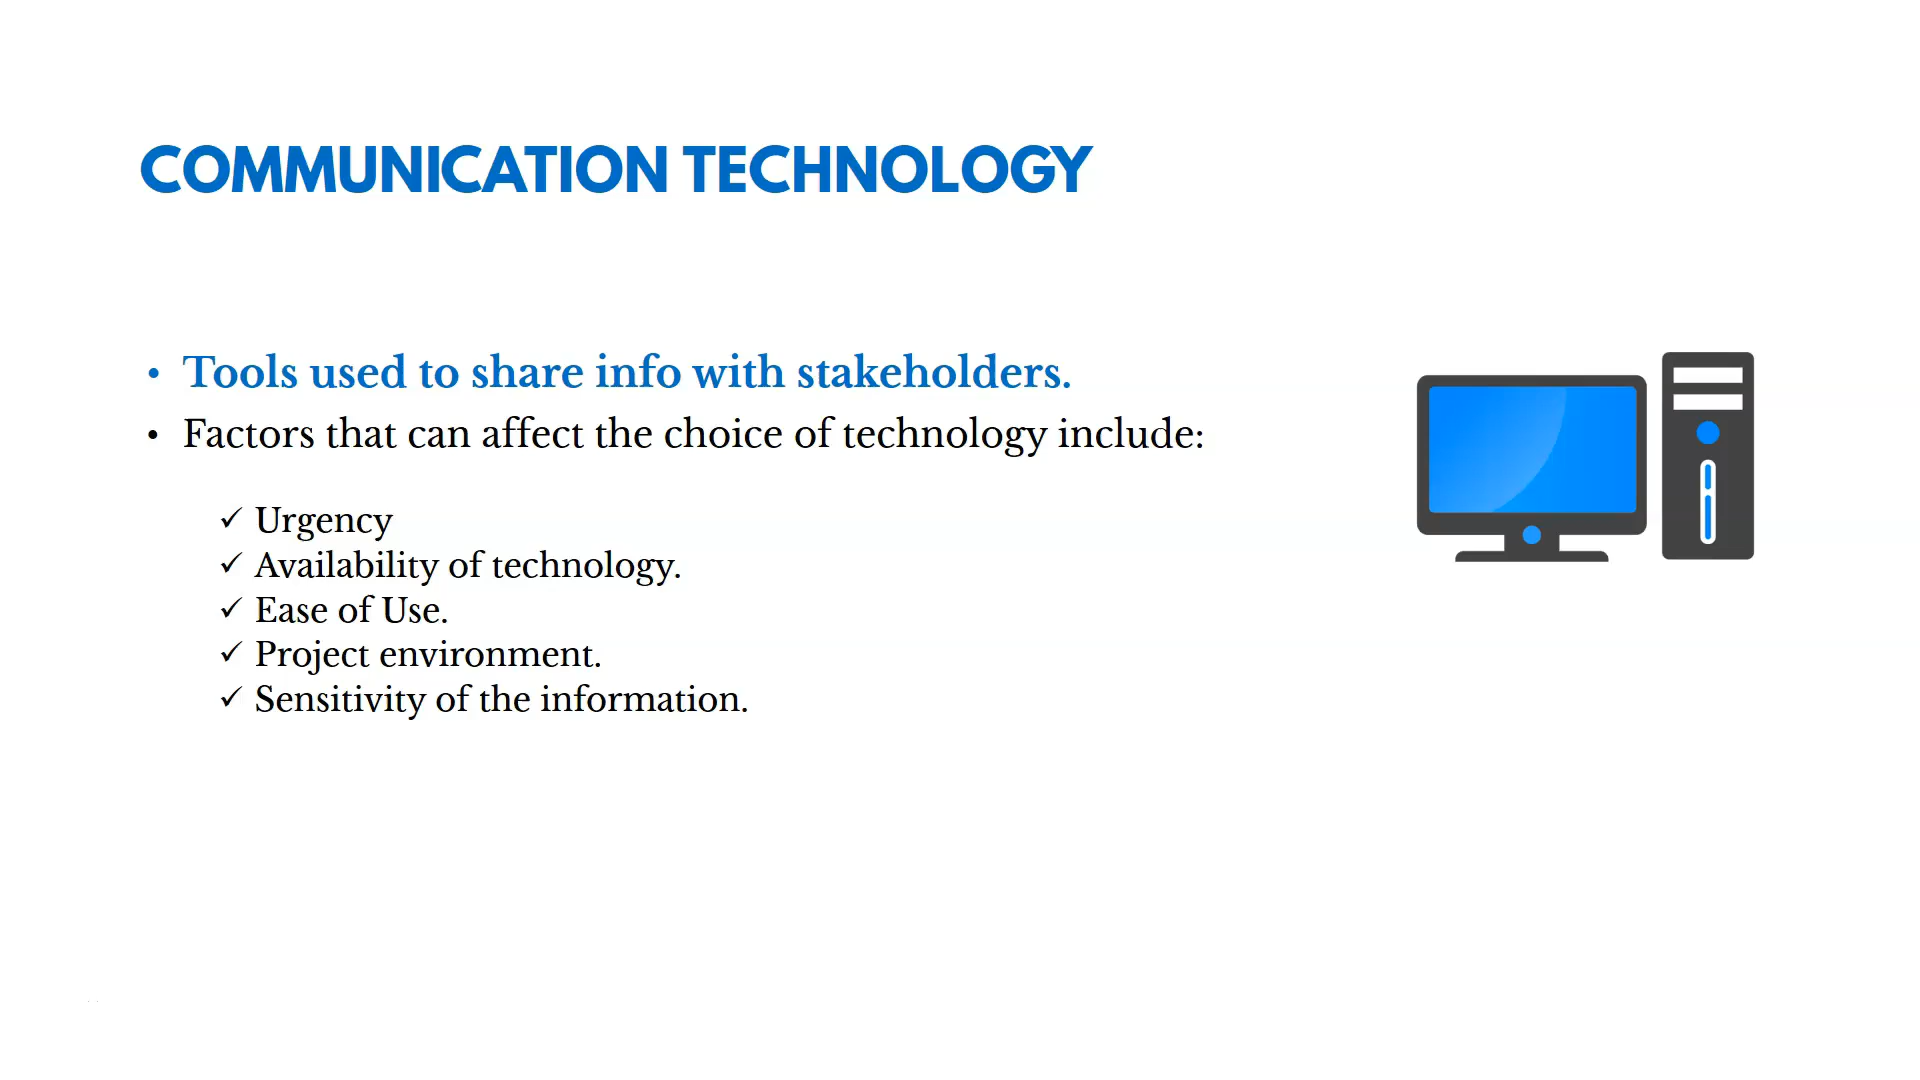 COMMUNICATION TECHNOLOGY
• Tools used to share info with stakeholders.
• Factors that can affect the choice of technology include:
✓ Urgency
✓ Availability of technology.
✓ Ease of Use.
✓ Project environment.
✓ Sensitivity of the information.